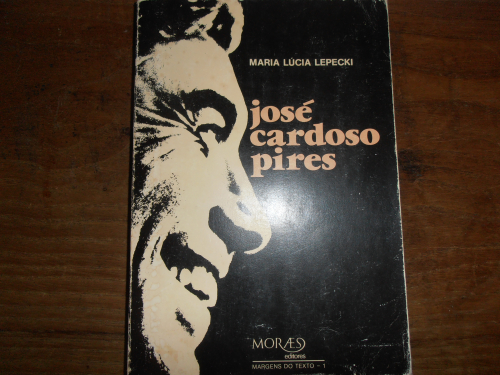 MARIA LÚCIA LEPECKI
josé
cardoso
pires
MORÆS
editores
MARGENS DO TEXTO - 1